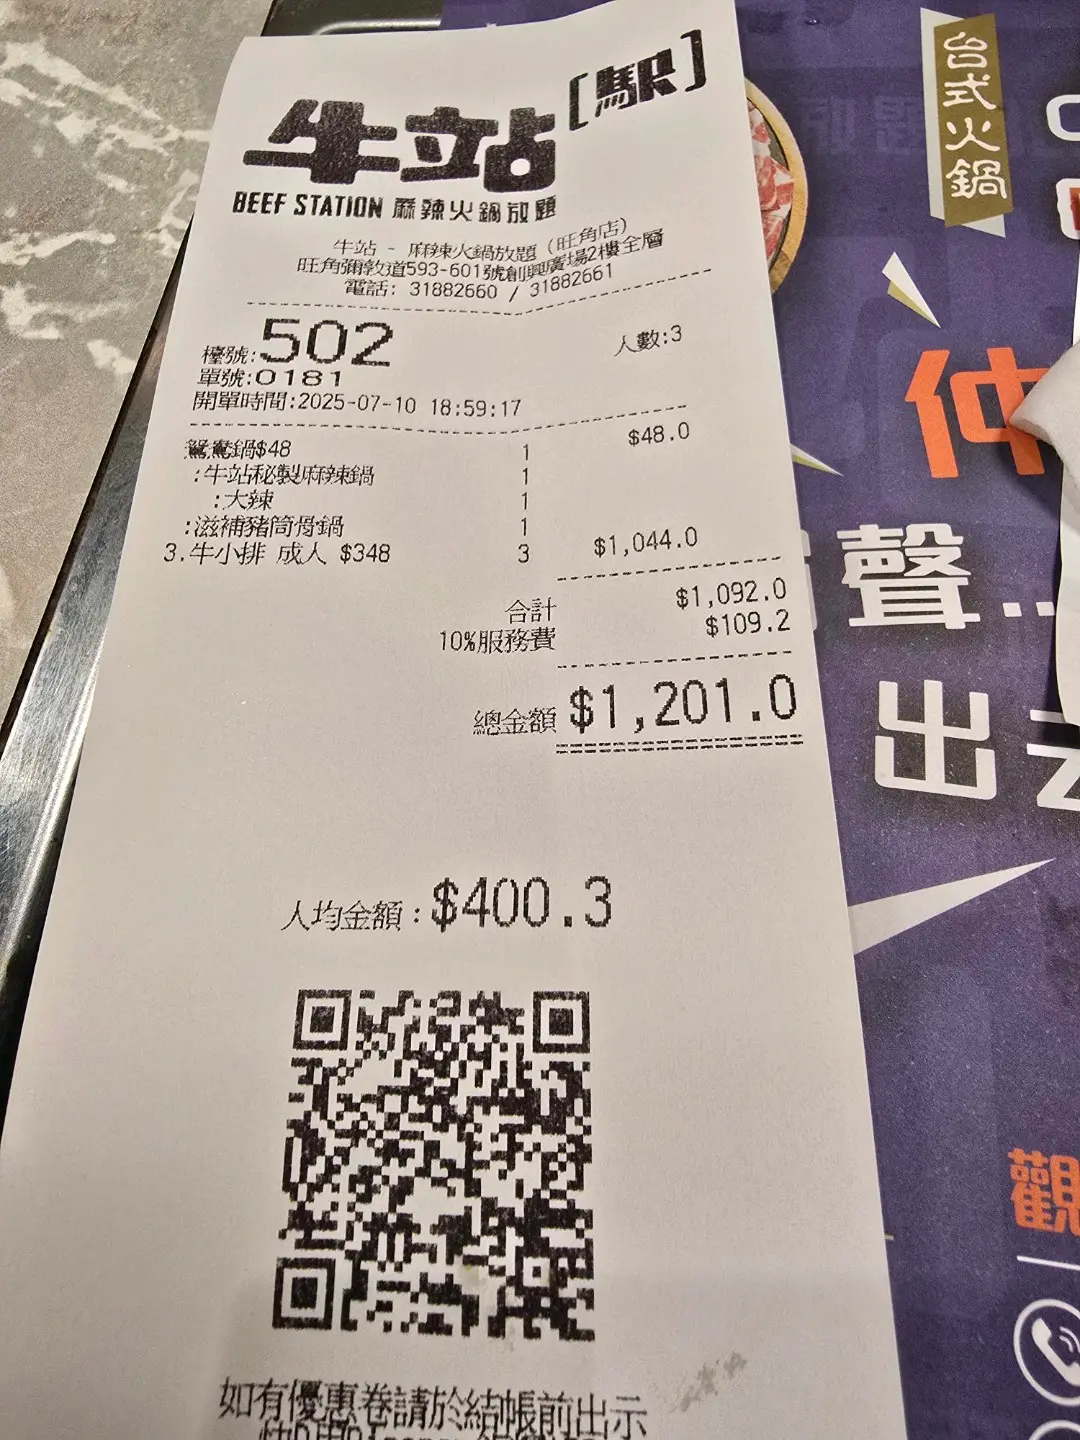 牛站[駅]
BEEF STATION 麻辣火鍋放題
牛站 - 麻辣火鍋放題(旺角店)
旺角彌敦道593-601號創興廣場2樓全層
電話: 31882660 / 31882661
檯號:502 人數:3
單號:0181
開單時間:2025-07-10 18:59:17
鴛鴦鍋$48 1 $48.0
:牛站秘製麻辣鍋 1
:大辣 1
:滋補豬筒骨鍋 1
3.牛小排 成人 $348 3 $1,044.0
合計 $1,092.0
10%服務費 $109.2
總金額 $1,201.0
人均金額:$400.3
如有優惠卷請於結帳前出示
台式火鍋
仲
聲...
出去
觀